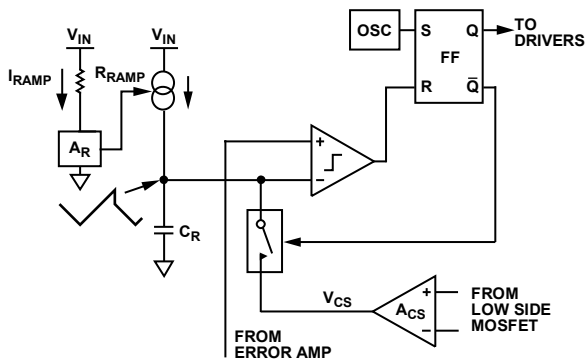 V_IN
V_IN
I_RAMP
R_RAMP
A_R
C_R
OSC
S
Q
FF
R
Q̅
TO
DRIVERS
+
–
V_CS
A_CS
+
–
FROM
LOW SIDE
MOSFET
FROM
ERROR AMP